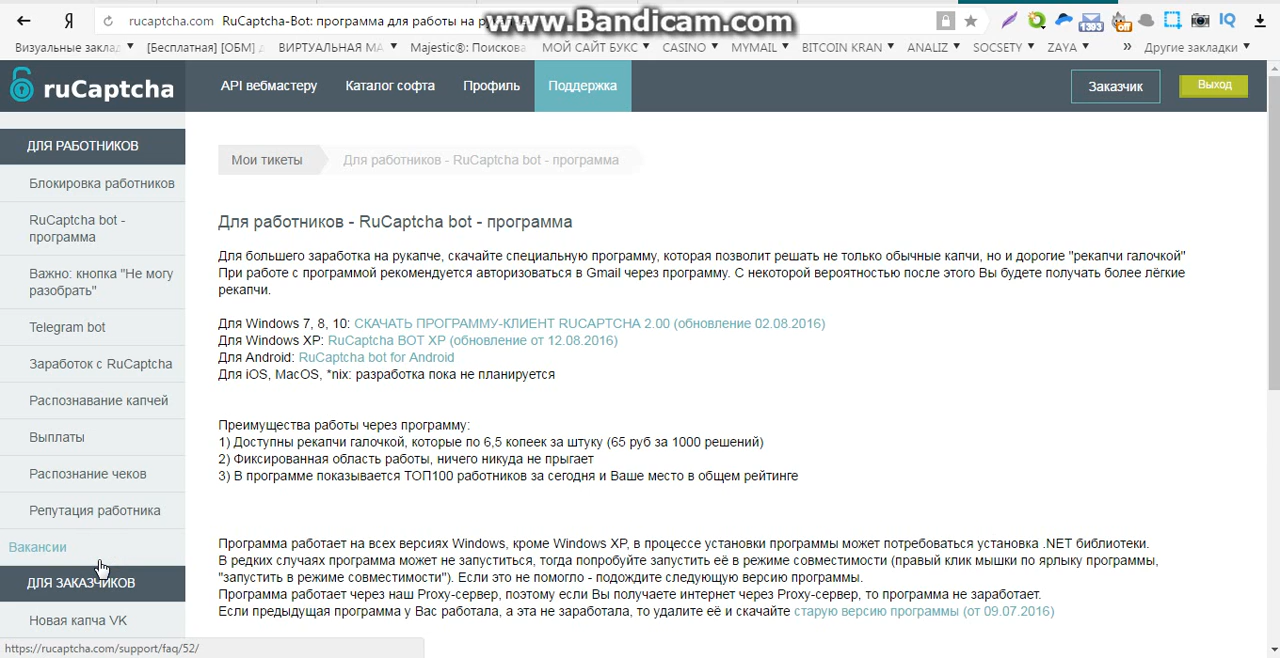 rucaptcha.com RuCaptcha-Bot: программа для работы на
www.Bandicam.com
Визуальные заклад
[Бесплатная] [ОБМ]
ВИРТУАЛЬНАЯ МА
Majestic®: Поискова
МОЙ САЙТ БУКС
CASINO
MYMAIL
BITCOIN KRAN
ANALIZ
SOCSETY
ZAYA
»
Другие закладки
ruCaptcha
API вебмастеру
Каталог софта
Профиль
Поддержка
Заказчик
Выход
ДЛЯ РАБОТНИКОВ
Блокировка работников
RuCaptcha bot -
программа
Важно: кнопка "Не могу
разобрать"
Telegram bot
Заработок с RuCaptcha
Распознавание капчей
Выплаты
Распознание чеков
Репутация работника
Вакансии
ДЛЯ ЗАКАЗЧИКОВ
Новая капча VK
https://rucaptcha.com/support/faq/52/
Мои тикеты
Для работников - RuCaptcha bot - программа
Для работников - RuCaptcha bot - программа
Для большего заработка на рукапче, скачайте специальную программу, которая позволит решать не только обычные капчи, но и дорогие "рекапчи галочкой"
При работе с программой рекомендуется авторизоваться в Gmail через программу. С некоторой вероятностью после этого Вы будете получать более лёгкие
рекапчи.
Для Windows 7, 8, 10: СКАЧАТЬ ПРОГРАММУ-КЛИЕНТ RUCAPTCHA 2.00 (обновление 02.08.2016)
Для Windows XP: RuCaptcha BOT XP (обновление от 12.08.2016)
Для Android: RuCaptcha bot for Android
Для iOS, MacOS, *nix: разработка пока не планируется
Преимущества работы через программу:
1) Доступны рекапчи галочкой, которые по 6,5 копеек за штуку (65 руб за 1000 решений)
2) Фиксированная область работы, ничего никуда не прыгает
3) В программе показывается ТОП100 работников за сегодня и Ваше место в общем рейтинге
Программа работает на всех версиях Windows, кроме Windows XP, в процессе установки программы может потребоваться установка .NET библиотеки.
В редких случаях программа может не запуститься, тогда попробуйте запустить её в режиме совместимости (правый клик мышки по ярлыку программы,
"запустить в режиме совместимости"). Если это не помогло - подождите следующую версию программы.
Программа работает через наш Proxy-сервер, поэтому если Вы получаете интернет через Proxy-сервер, то программа не заработает.
Если предыдущая программа у Вас работала, а эта не заработала, то удалите её и скачайте старую версию программы (от 09.07.2016)